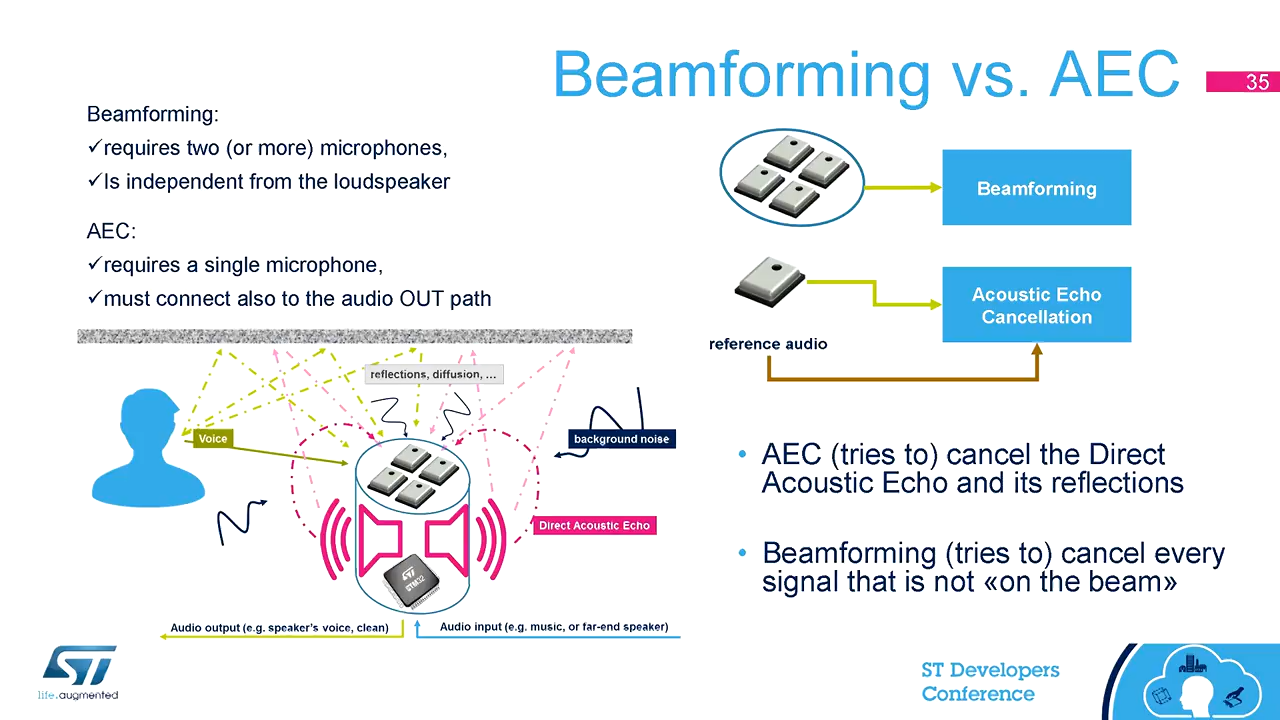 Beamforming vs. AEC
35
Beamforming:
✓requires two (or more) microphones,
✓Is independent from the loudspeaker
AEC:
✓requires a single microphone,
✓must connect also to the audio OUT path
Beamforming
Acoustic Echo
Cancellation
reference audio
reflections, diffusion, ...
Voice
background noise
Direct Acoustic Echo
STM32
Audio output (e.g. speaker's voice, clean)
Audio input (e.g. music, or far-end speaker)
• AEC (tries to) cancel the Direct
Acoustic Echo and its reflections
• Beamforming (tries to) cancel every
signal that is not «on the beam»
ST
life.augmented
ST Developers
Conference